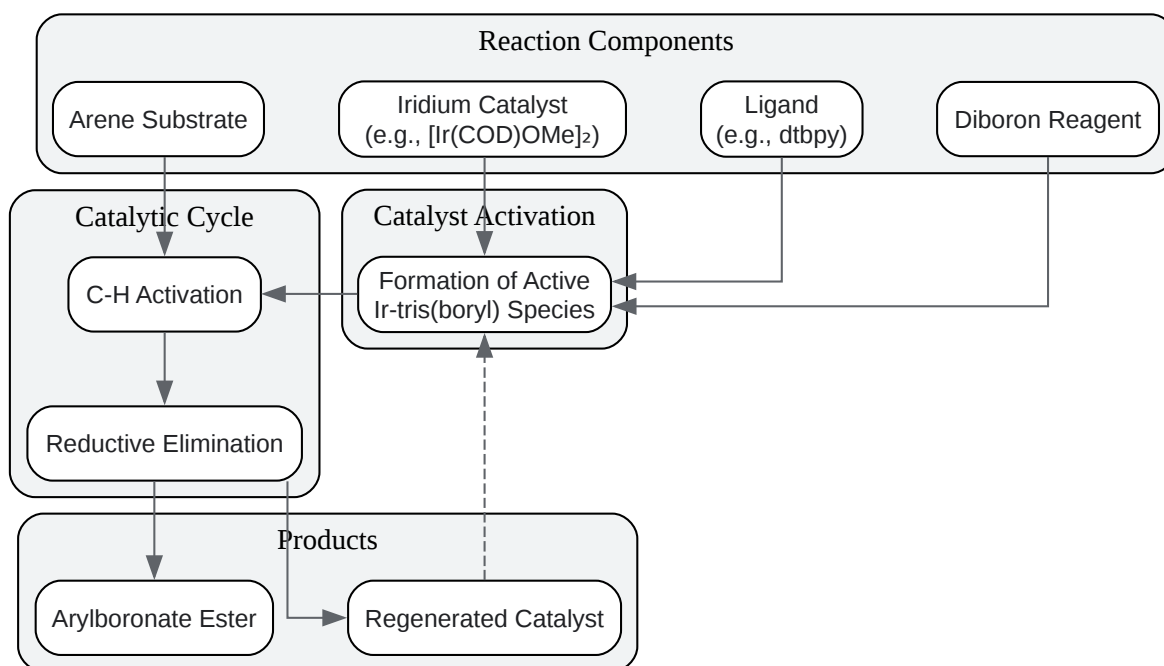 Reaction Components
Arene Substrate
Iridium Catalyst
(e.g., [Ir(COD)OMe]₂)
Ligand
(e.g., dtbpy)
Diboron Reagent
Catalytic Cycle
Catalyst Activation
C-H Activation
Formation of Active
Ir-tris(boryl) Species
Reductive Elimination
Products
Arylboronate Ester
Regenerated Catalyst